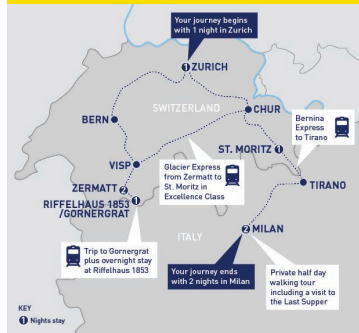 Your journey begins
with 1 night in Zurich
1 ZURICH
SWITZERLAND
BERN
CHUR
Bernina
Express
to Tirano
ST. MORITZ 1
VISP
Glacier Express
from Zermatt to
St. Moritz in
Excellence Class
TIRANO
ZERMATT 2
RIFFELHAUS 1853 1
/GORNERGRAT
ITALY
2 MILAN
Trip to Gornergrat
plus overnight stay
at Riffelhaus 1853
Your journey ends
with 2 nights in Milan
Private half day
walking tour
including a visit to
the Last Supper
KEY
1 Nights stay